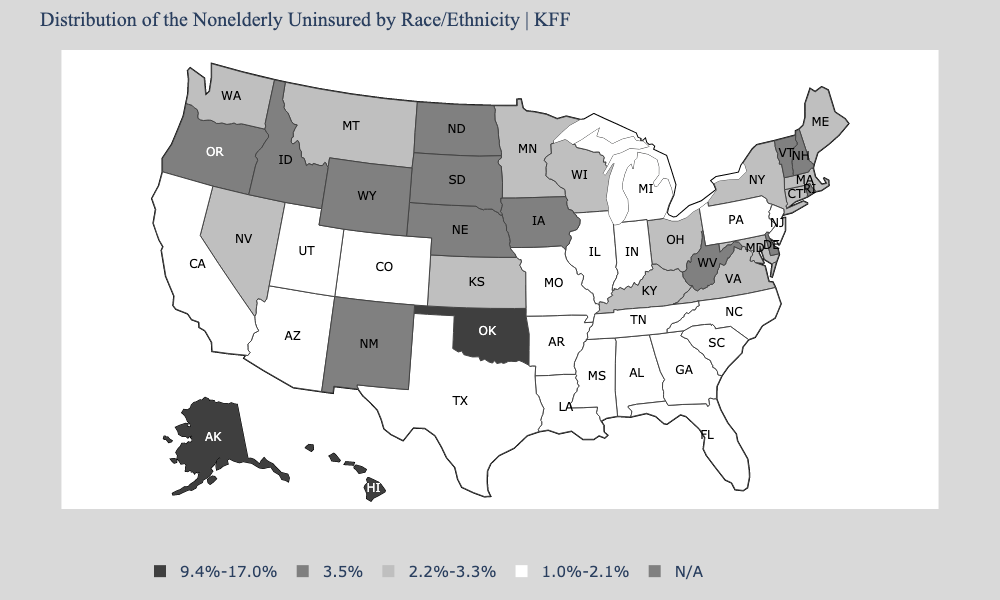 Distribution of the Nonelderly Uninsured by Race/Ethnicity | KFF
WA
MT
ND
MN
ME
OR
ID
WY
SD
WI
MI
NY
VT
NH
MA
CT
RI
NV
UT
CO
NE
IA
IL
IN
OH
PA
NJ
CA
KS
MO
KY
WV
VA
MD
DE
AZ
NM
OK
AR
TN
NC
SC
TX
LA
MS
AL
GA
FL
AK
HI
9.4%-17.0% 3.5% 2.2%-3.3% 1.0%-2.1% N/A